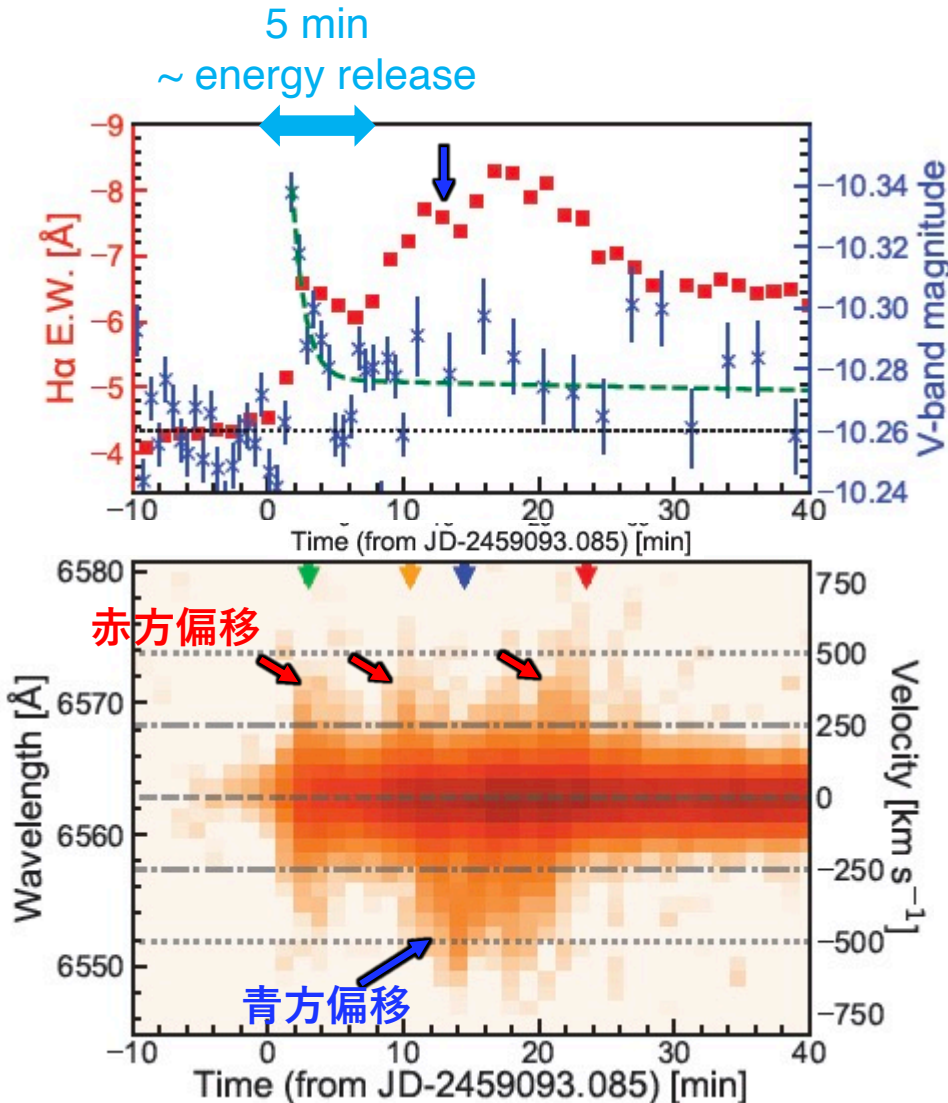 5 min
~ energy release
Hα E.W. [Å]
−9
−8
−7
−6
−5
−4
−10.34
−10.32
−10.30
−10.28
−10.26
−10.24
V-band magnitude
−10 0 10 20 30 40
Time (from JD-2459093.085) [min]
Wavelength [Å]
6580
6570
6560
6550
赤方偏移
青方偏移
750
500
250
0
−250
−500
−750
Velocity [km s⁻¹]
−10 0 10 20 30 40
Time (from JD-2459093.085) [min]